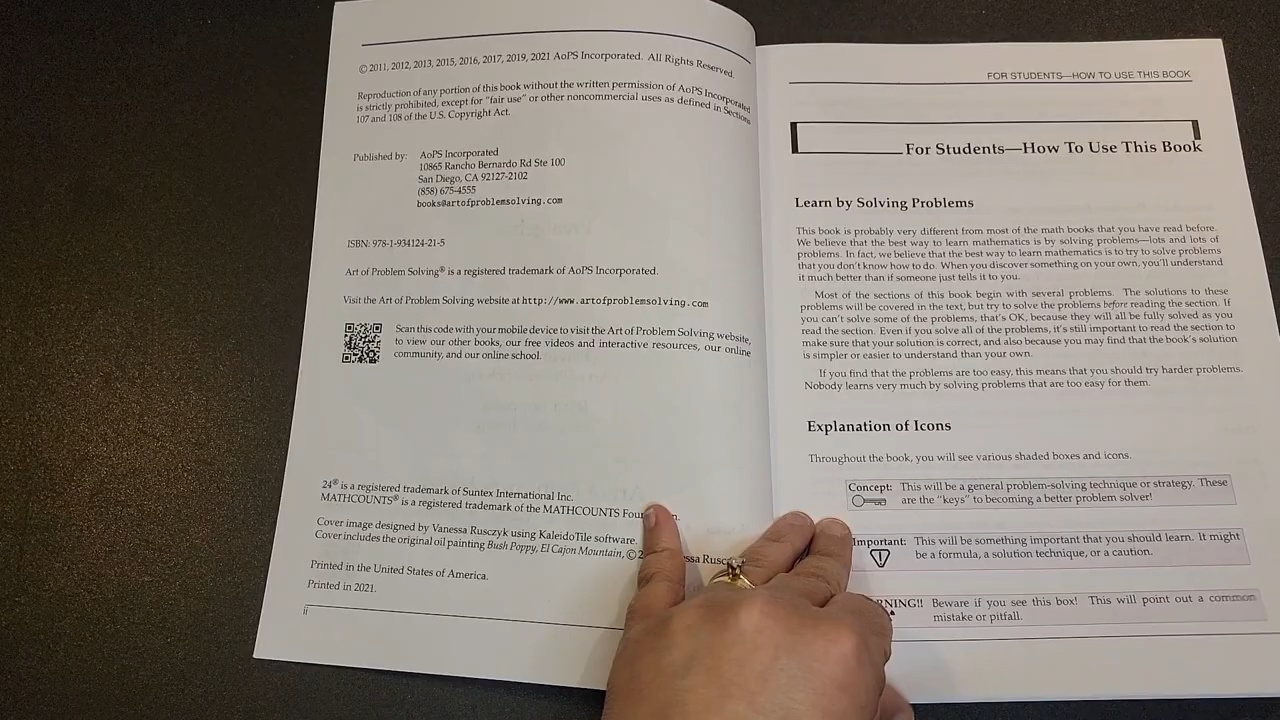 © 2011, 2012, 2013, 2015, 2016, 2017, 2019, 2021 AoPS Incorporated. All Rights Reserved.
Reproduction of any portion of this book without the written permission of AoPS Incorporated
is strictly prohibited, except for "fair use" or other noncommercial uses as defined in Sections
107 and 108 of the U.S. Copyright Act.
Published by: AoPS Incorporated
10865 Rancho Bernardo Rd Ste 100
San Diego, CA 92127-2102
(858) 675-4555
books@artofproblemsolving.com
ISBN: 978-1-934124-21-5
Art of Problem Solving® is a registered trademark of AoPS Incorporated.
Visit the Art of Problem Solving website at http://www.artofproblemsolving.com
Scan this code with your mobile device to visit the Art of Problem Solving website,
to view our other books, our free videos and interactive resources, our online
community, and our online school.
24® is a registered trademark of Suntex International Inc.
MATHCOUNTS® is a registered trademark of the MATHCOUNTS
Cover image designed by Vanessa Rusczyk using KaleidoTile software.
Cover includes the original oil painting Bush Poppy, El Cajon Mountain, ©
Printed in the United States of America.
Printed in 2021.
ii
FOR STUDENTS—HOW TO USE THIS BOOK
For Students—How To Use This Book
Learn by Solving Problems
This book is probably very different from most of the math books that you have read before.
We believe that the best way to learn mathematics is by solving problems—lots and lots of
problems. In fact, we believe that the best way to learn mathematics is to try to solve problems
that you don't know how to do. When you discover something on your own, you'll understand
it much better than if someone just tells it to you.
Most of the sections of this book begin with several problems. The solutions to these
problems will be covered in the text, but try to solve the problems before reading the section. If
you can't solve some of the problems, that's OK, because they will all be fully solved as you
read the section. Even if you solve all of the problems, it's still important to read the section to
make sure that your solution is correct, and also because you may find that the book's solution
is simpler or easier to understand than your own.
If you find that the problems are too easy, this means that you should try harder problems.
Nobody learns very much by solving problems that are too easy for them.
Explanation of Icons
Throughout the book, you will see various shaded boxes and icons.
Concept: This will be a general problem-solving technique or strategy. These
are the "keys" to becoming a better problem solver!
Important: This will be something important that you should learn. It might
be a formula, a solution technique, or a caution.
Beware if you see this box! This will point out a common
mistake or pitfall.